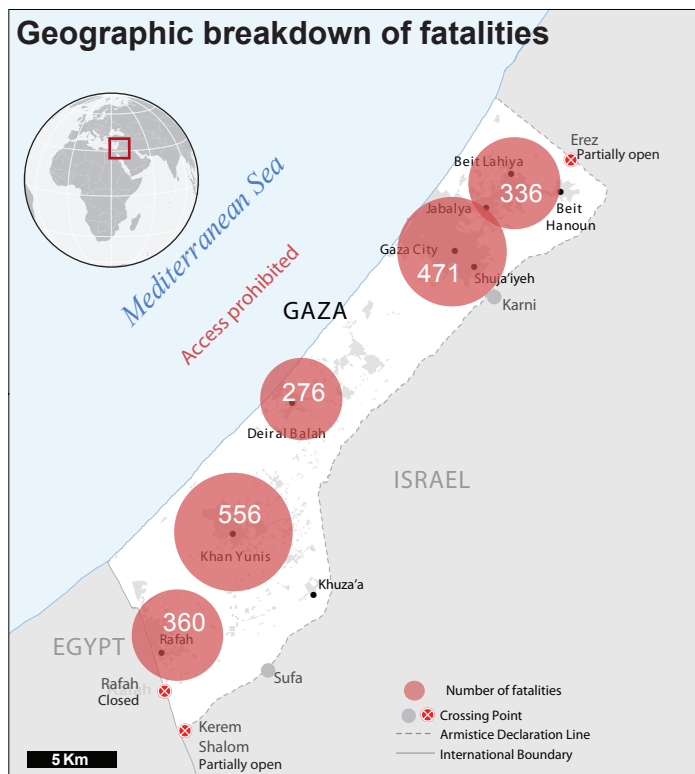 Geographic breakdown of fatalities
Mediterranean Sea
Access prohibited
GAZA
Erez
Partially open
Beit Lahiya
336
Jabalya
Beit
Hanoun
Gaza City
471
Shuja'iyeh
Karni
276
Deiral Balah
ISRAEL
556
Khan Yunis
Khuza'a
360
EGYPT
Rafah
Rafah
Closed
Sufa
Kerem
Shalom
Partially open
Number of fatalities
Crossing Point
Armistice Declaration Line
International Boundary
5 Km